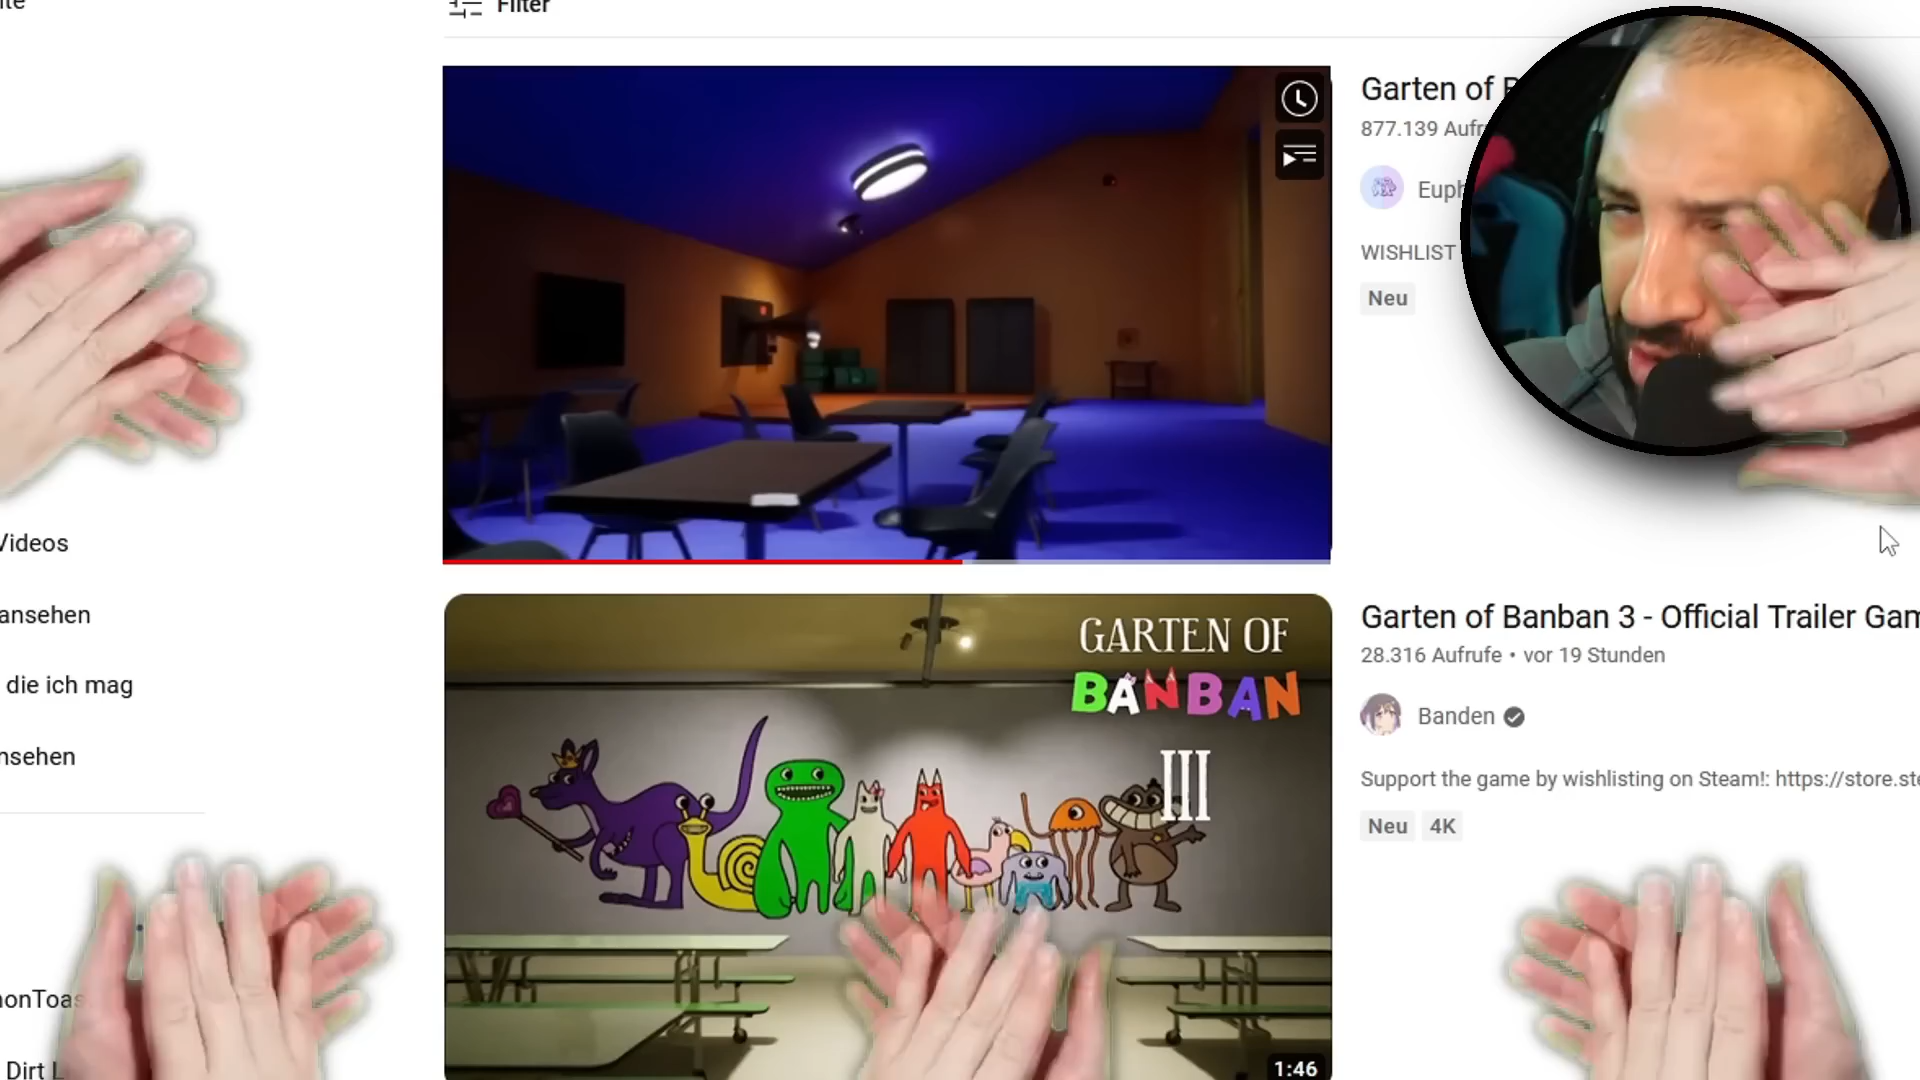 Filter
Garten of
877.139 Aufr
Euph
WISHLIST
Neu
Videos
ansehen
die ich mag
nsehen
GARTEN OF
BANBAN
III
1:46
Garten of Banban 3 - Official Trailer Gam
28.316 Aufrufe • vor 19 Stunden
Banden
Support the game by wishlisting on Steam!: https://store.ste
Neu 4K
monToas
Dirt L